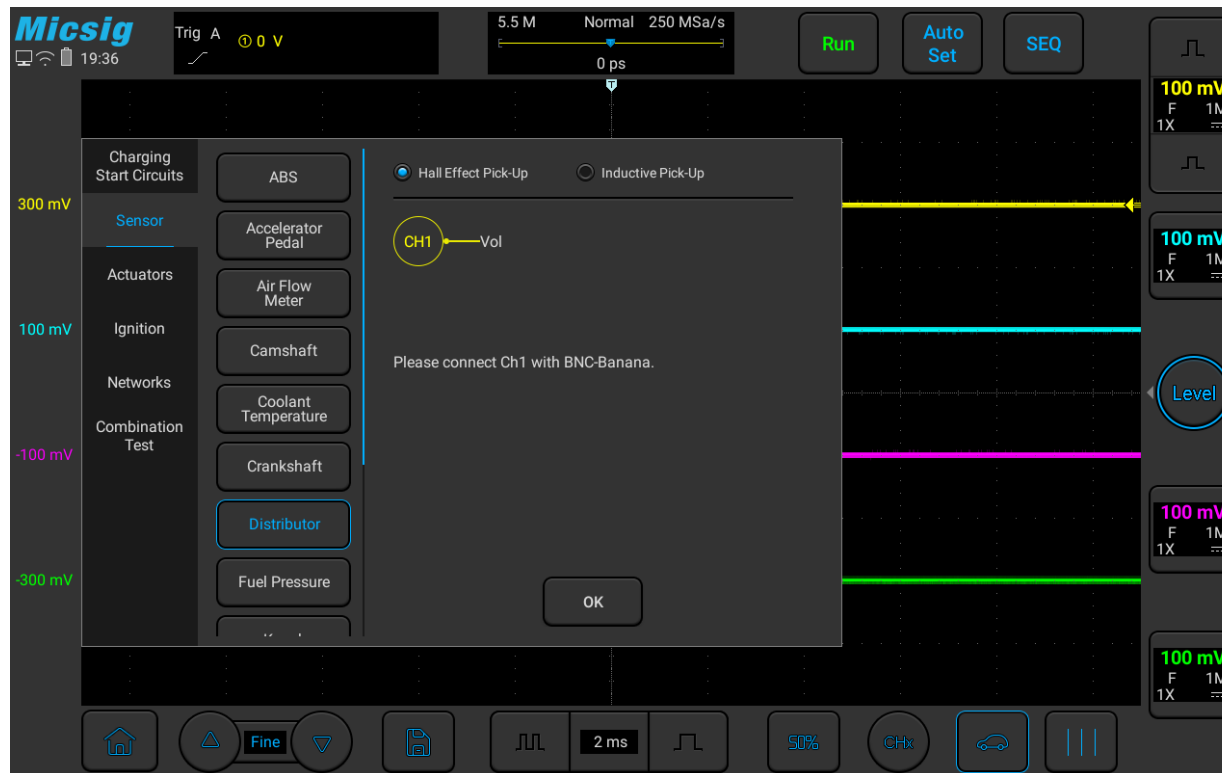 Micsig
19:36
Trig A ① 0 V
5.5 M Normal 250 MSa/s
0 ps
Run
Auto
Set
SEQ
T
100 mV
F 1M
1X
300 mV
100 mV
-100 mV
-300 mV
Charging
Start Circuits
Sensor
Actuators
Ignition
Networks
Combination
Test
ABS
Accelerator
Pedal
Air Flow
Meter
Camshaft
Coolant
Temperature
Crankshaft
Distributor
Fuel Pressure
Hall Effect Pick-Up
Inductive Pick-Up
CH1 Vol
Please connect Ch1 with BNC-Banana.
OK
100 mV
F 1M
1X
Level
100 mV
F 1M
1X
100 mV
F 1M
1X
Fine
2 ms
50%
CHx